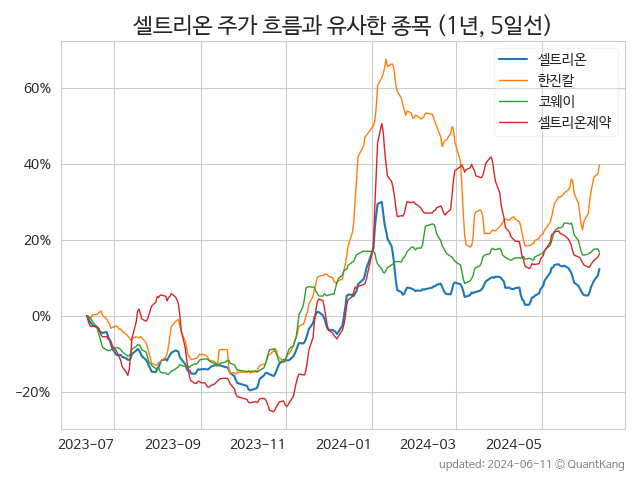 셀트리온 주가 흐름과 유사한 종목 (1년, 5일선)
셀트리온
한진칼
코웨이
셀트리온제약
60%
40%
20%
0%
−20%
2023-07
2023-09
2023-11
2024-01
2024-03
2024-05
updated: 2024-06-11 © QuantKang